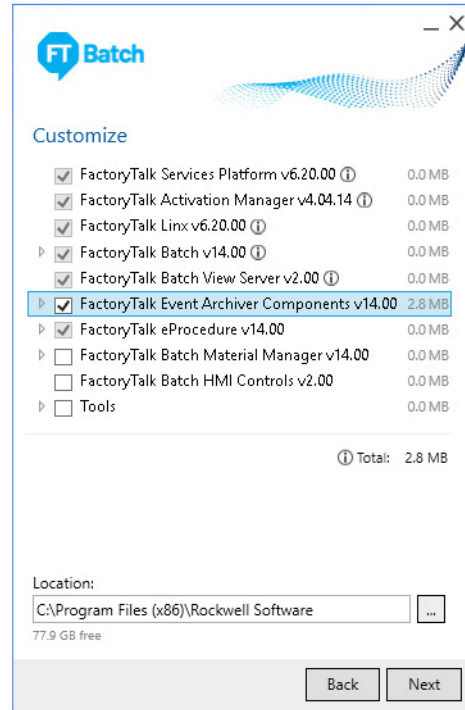 FT Batch
Customize
FactoryTalk Services Platform v6.20.00 0.0 MB
FactoryTalk Activation Manager v4.04.14 0.0 MB
FactoryTalk Linx v6.20.00 0.0 MB
FactoryTalk Batch v14.00 0.0 MB
FactoryTalk Batch View Server v2.00 0.0 MB
FactoryTalk Event Archiver Components v14.00 2.8 MB
FactoryTalk eProcedure v14.00 0.0 MB
FactoryTalk Batch Material Manager v14.00 0.0 MB
FactoryTalk Batch HMI Controls v2.00 0.0 MB
Tools 0.0 MB
Total: 2.8 MB
Location:
C:\Program Files (x86)\Rockwell Software ...
77.9 GB free
Back Next